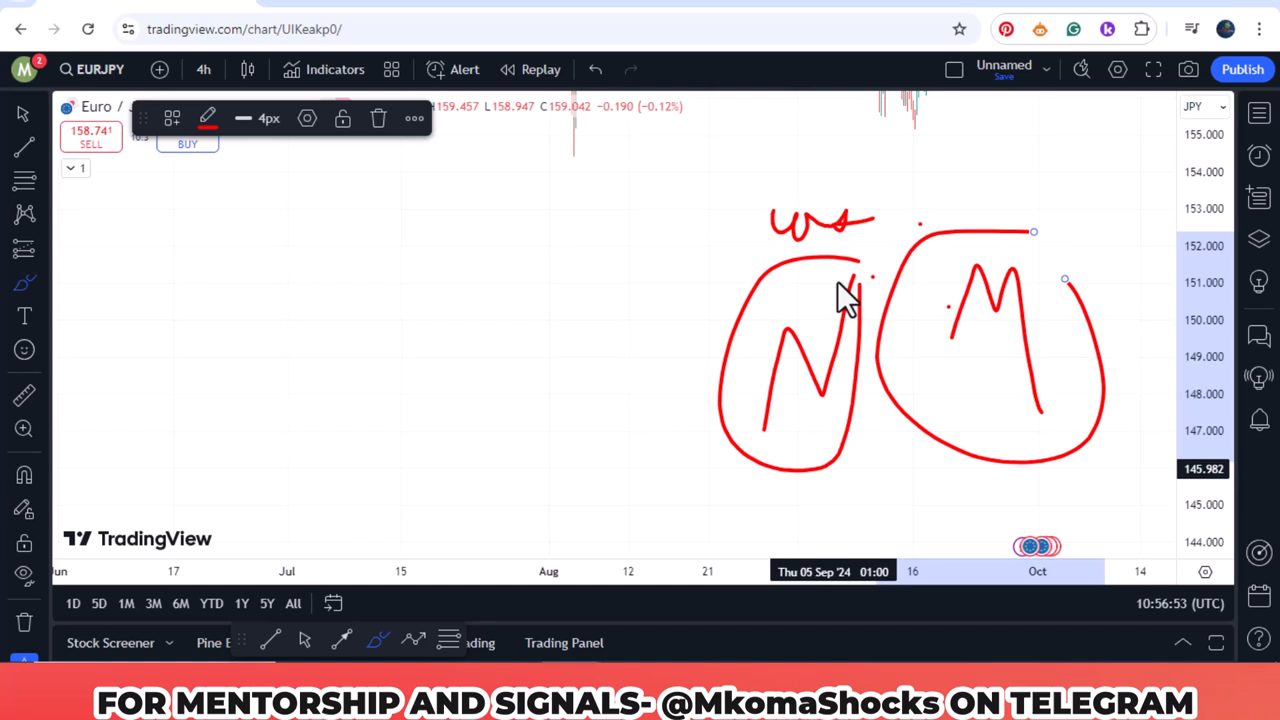 tradingview.com/chart/UIKeakp0/
M 2 EURJPY 4h Indicators Alert Replay Unnamed Save Publish
Euro / 159.457 L158.947 C159.042 −0.190 (−0.12%) JPY
4px
158.741 SELL
BUY
1
155.000
154.000
153.000
152.000
151.000
150.000
149.000
148.000
147.000
145.982
145.000
144.000
N M
TradingView
17 Jul 15 Aug 12 21 Thu 05 Sep '24 01:00 16 Oct 14
1D 5D 1M 3M 6M YTD 1Y 5Y All 10:56:53 (UTC)
Stock Screener Trading Panel
FOR MENTORSHIP AND SIGNALS- @MkomaShocks ON TELEGRAM